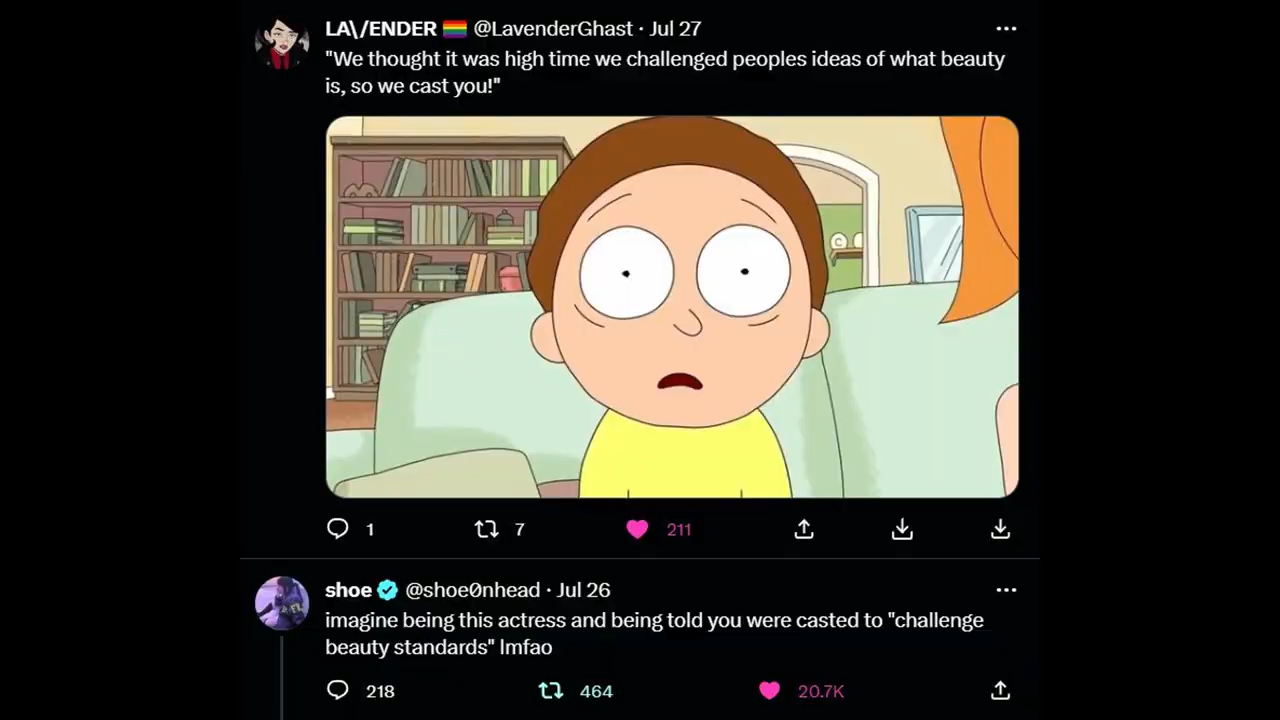 LA\/ENDER 🏳️‍🌈 @LavenderGhast · Jul 27
"We thought it was high time we challenged peoples ideas of what beauty
is, so we cast you!"
1 7 211
shoe @shoe0nhead · Jul 26
imagine being this actress and being told you were casted to "challenge
beauty standards" lmfao
218 464 20.7K